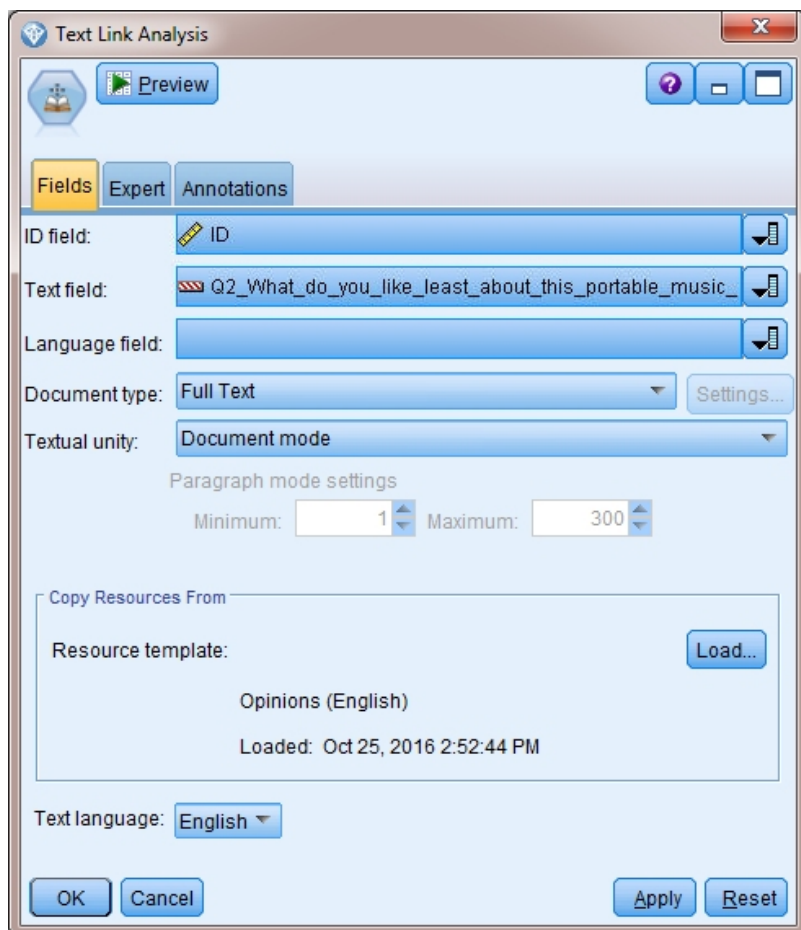 Text Link Analysis
Preview
Fields Expert Annotations
ID field: ID
Text field: Q2_What_do_you_like_least_about_this_portable_music_
Language field:
Document type: Full Text Settings...
Textual unity: Document mode
Paragraph mode settings
Minimum: 1 Maximum: 300
Copy Resources From
Resource template: Load...
Opinions (English)
Loaded: Oct 25, 2016 2:52:44 PM
Text language: English
OK Cancel Apply Reset